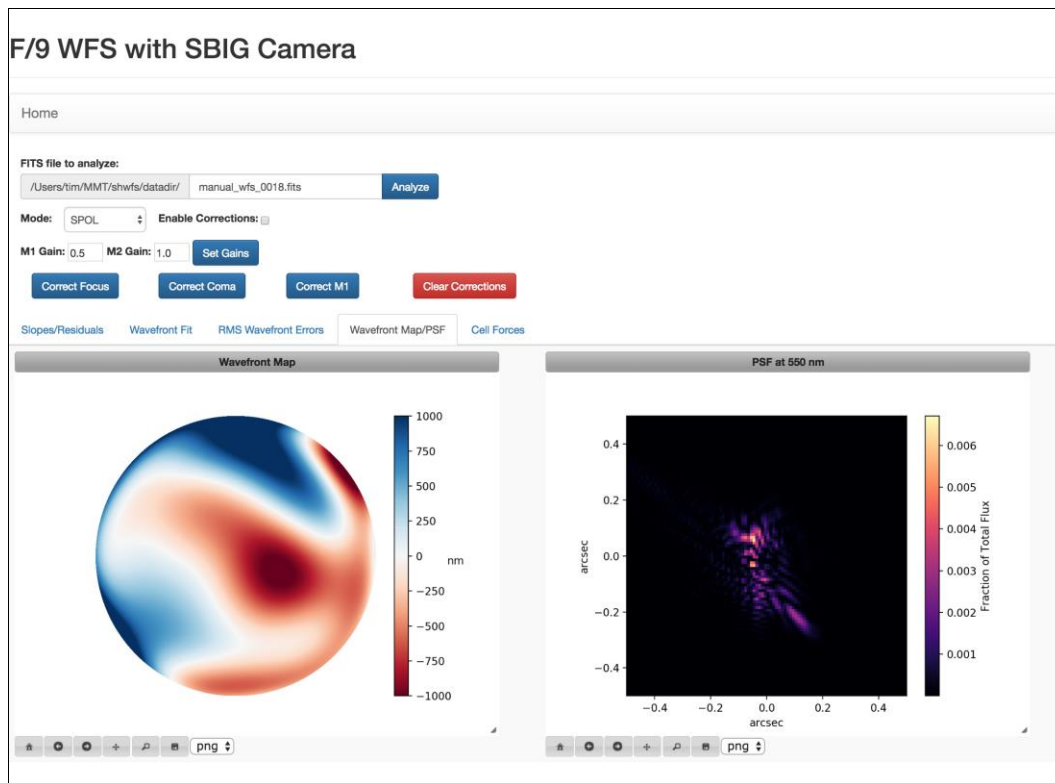 F/9 WFS with SBIG Camera
Home
FITS file to analyze:
/Users/tim/MMT/shwfs/datadir/ manual_wfs_0018.fits Analyze
Mode: SPOL Enable Corrections:
M1 Gain: 0.5 M2 Gain: 1.0 Set Gains
Correct Focus Correct Coma Correct M1 Clear Corrections
Slopes/Residuals Wavefront Fit RMS Wavefront Errors Wavefront Map/PSF Cell Forces
Wavefront Map
1000
750
500
250
0
−250
−500
−750
−1000
nm
png
PSF at 550 nm
0.4
0.2
0.0
−0.2
−0.4
arcsec
−0.4 −0.2 0.0 0.2 0.4
arcsec
0.006
0.005
0.004
0.003
0.002
0.001
Fraction of Total Flux
png